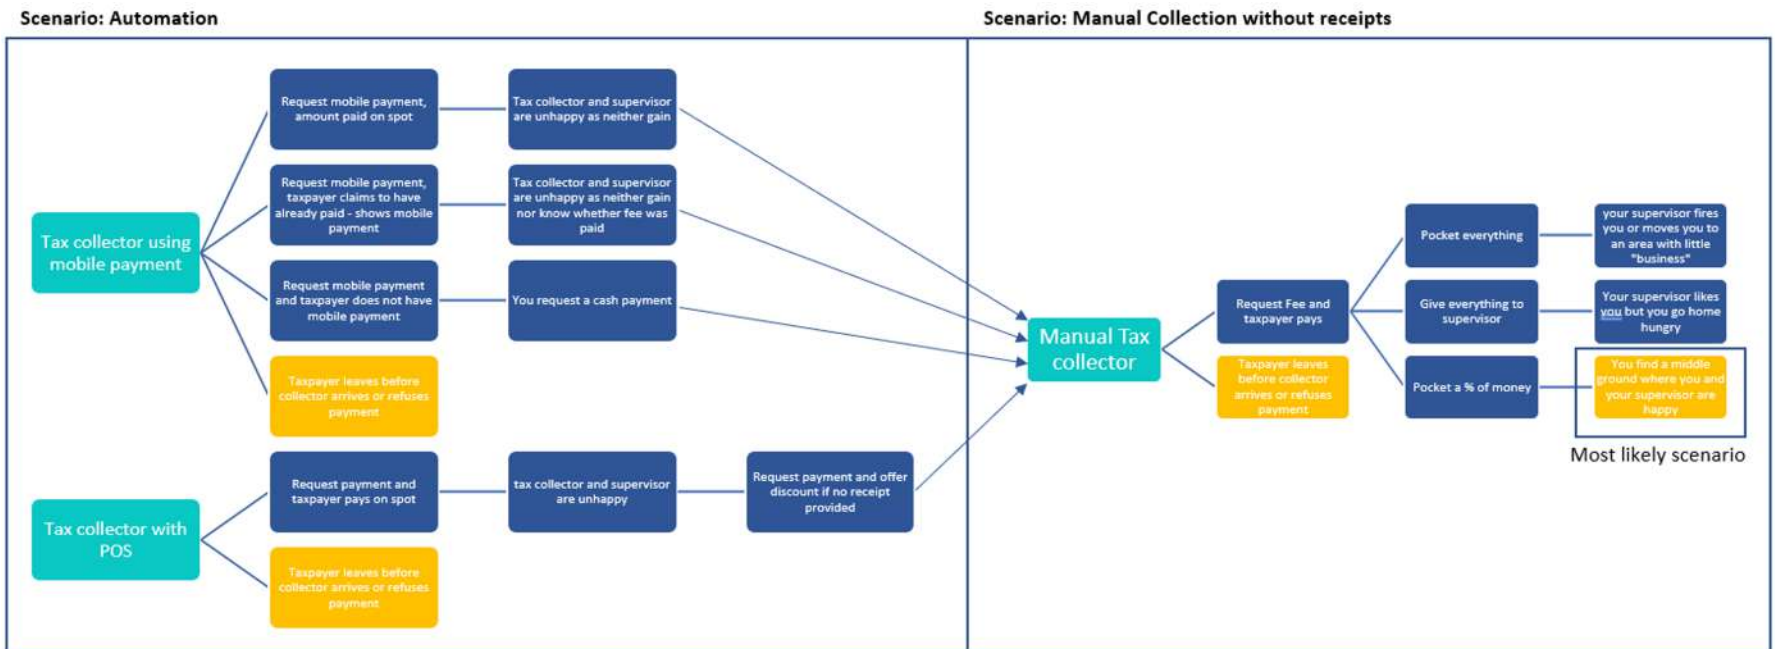 Scenario: Automation
Scenario: Manual Collection without receipts
Tax collector using
mobile payment
Request mobile payment,
amount paid on spot
Tax collector and supervisor
are unhappy as neither gain
Request mobile payment,
taxpayer claims to have
already paid - shows mobile
payment
Tax collector and supervisor
are unhappy as neither gain
nor know whether fee was
paid
Request mobile payment
and taxpayer does not have
mobile payment
You request a cash payment
Taxpayer leaves before
collector arrives or refuses
payment
Tax collector with
POS
Request payment and
taxpayer pays on spot
tax collector and supervisor
are unhappy
Request payment and offer
discount if no receipt
provided
Taxpayer leaves before
collector arrives or refuses
payment
Manual Tax
collector
Request Fee and
taxpayer pays
Taxpayer leaves
before collector
arrives or refuses
payment
Pocket everything
your supervisor fires
you or moves you to
an area with little
"business"
Give everything to
supervisor
Your supervisor likes
you but you go home
hungry
Pocket a % of money
You find a middle
ground where you and
your supervisor are
happy
Most likely scenario